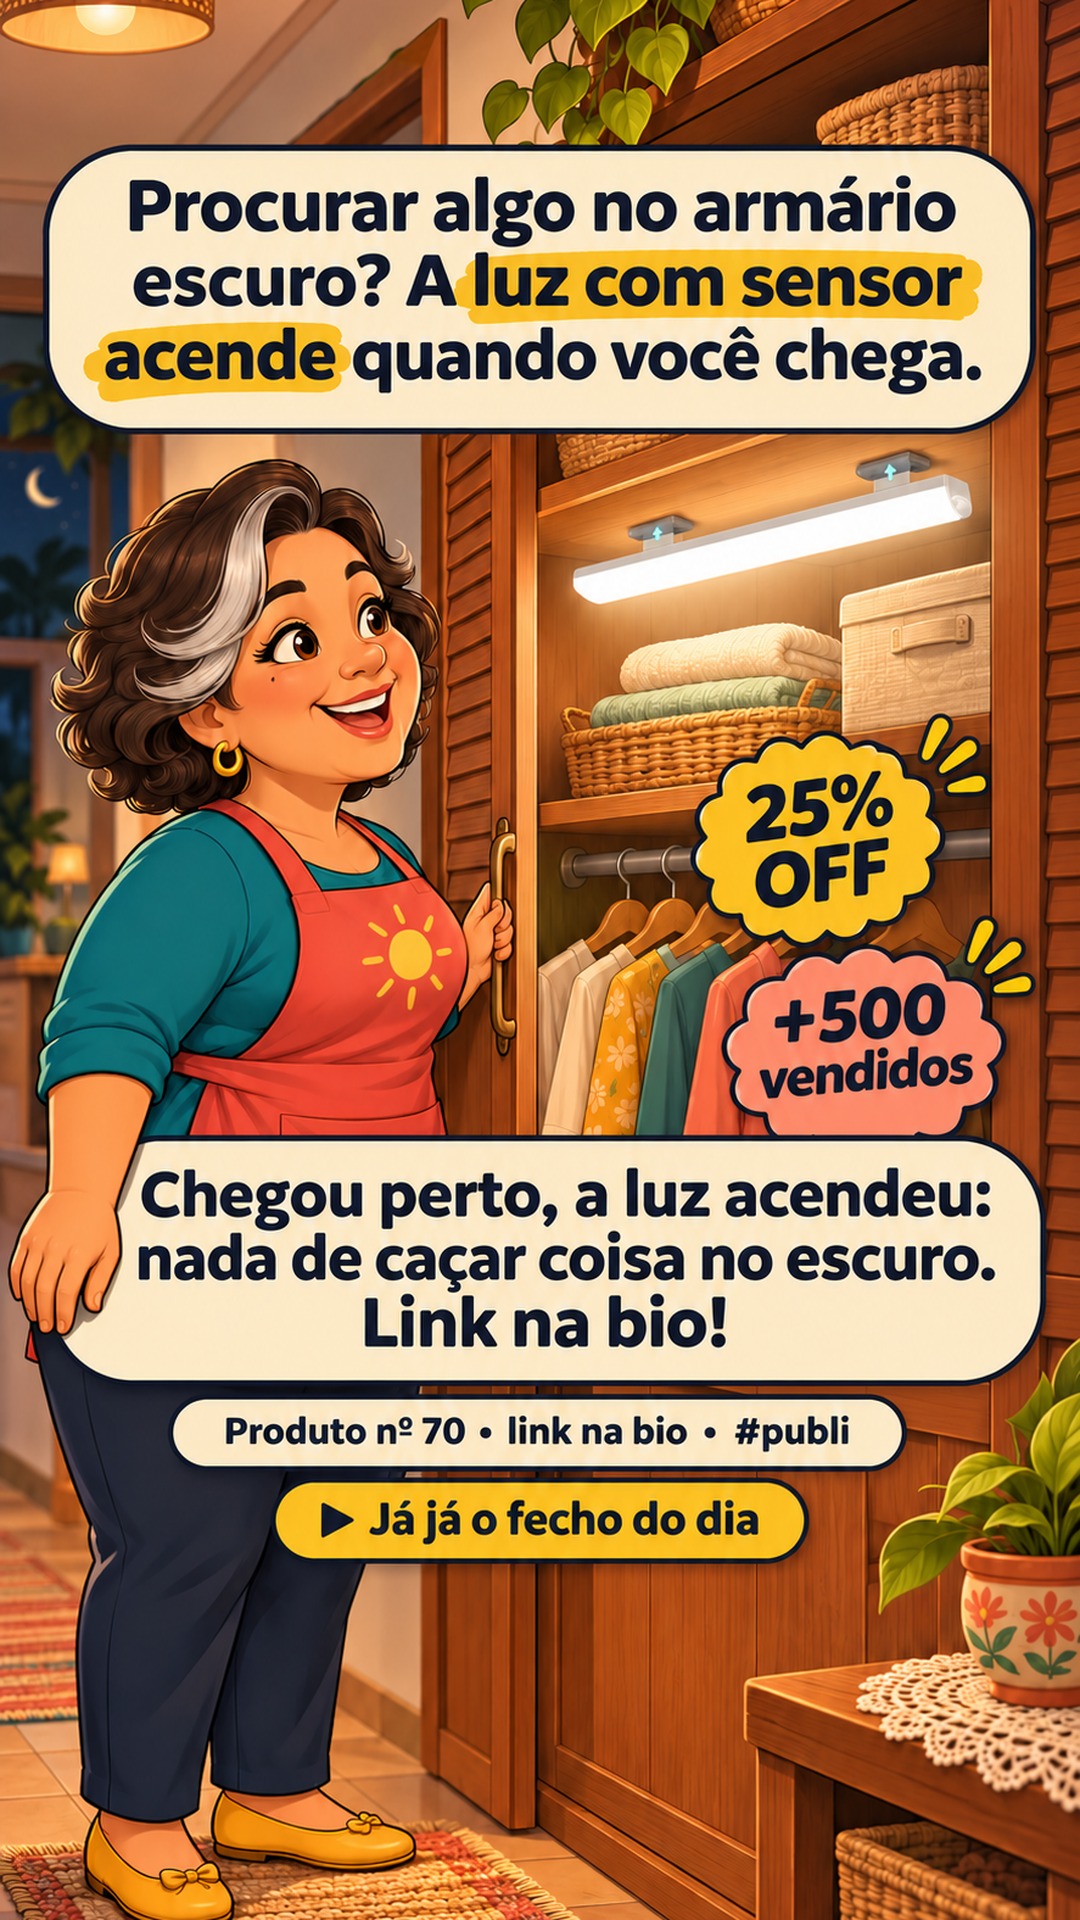 Procurar algo no armário
escuro? A luz com sensor
acende quando você chega.
25%
OFF
+500
vendidos
Chegou perto, a luz acendeu:
nada de caçar coisa no escuro.
Link na bio!
Produto nº 70 • link na bio • #publi
▶ Já já o fecho do dia